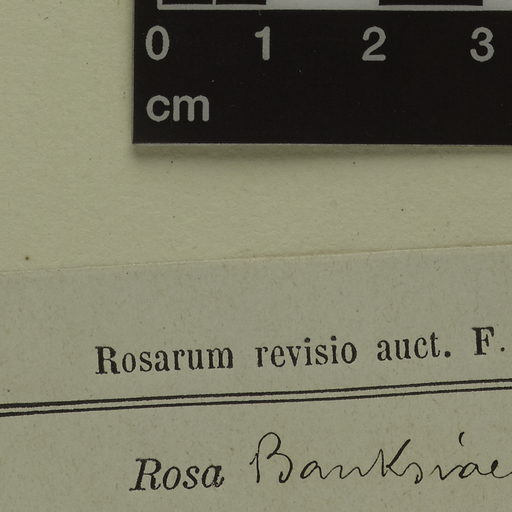 0 1 2 3
cm
Rosarum revisio auct. F.
Rosa Banksiae